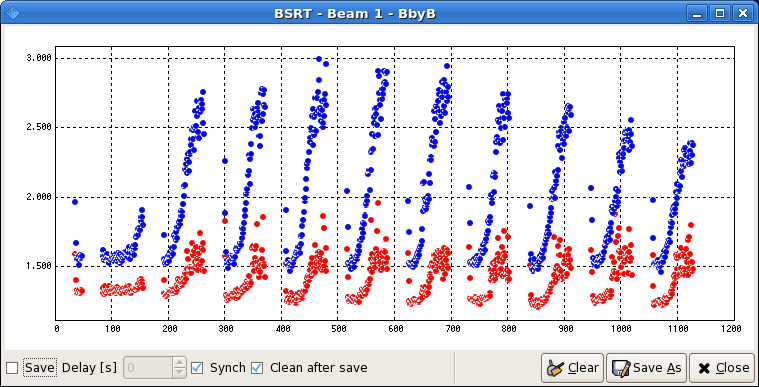 BSRT - Beam 1 - BbyB
3.000
2.500
2.000
1.500
0 100 200 300 400 500 600 700 800 900 1000 1100 1200
Save Delay [s] 0 Synch Clean after save Clear Save As Close